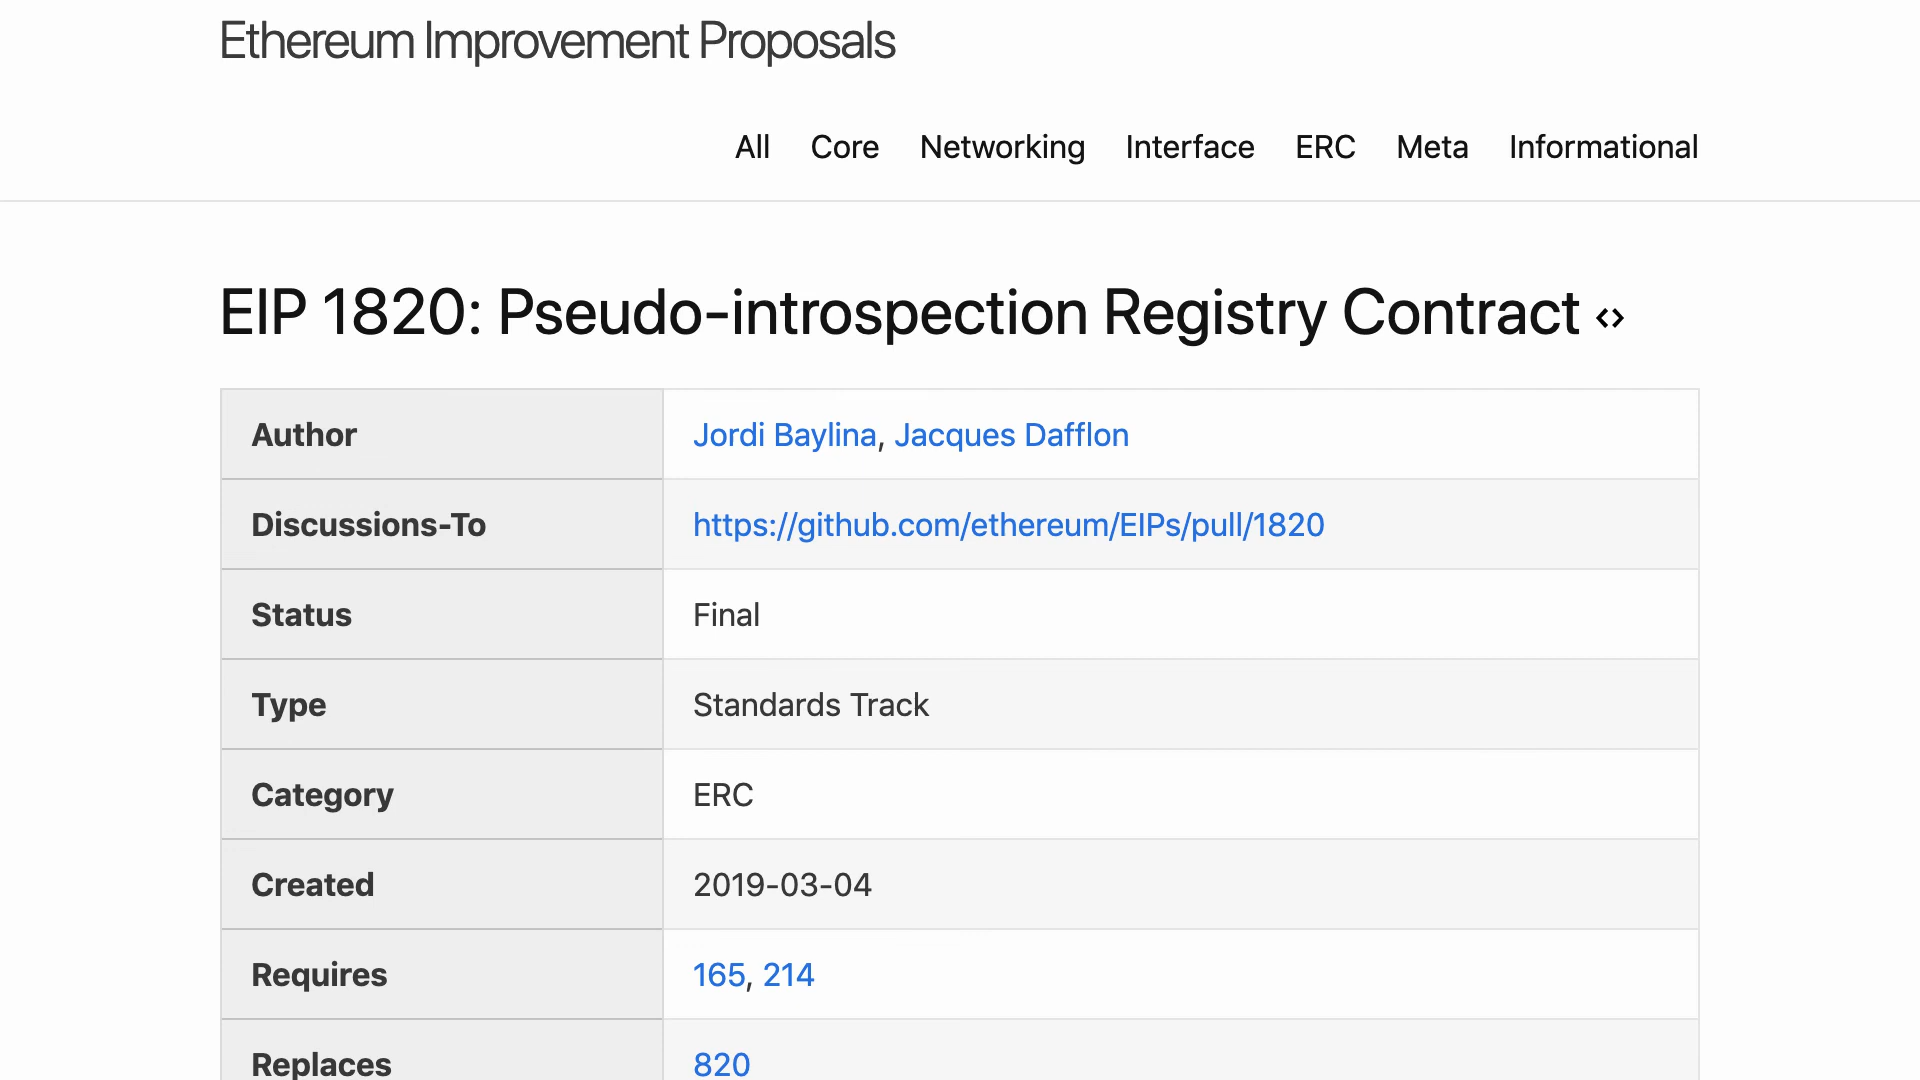 Ethereum Improvement Proposals
All Core Networking Interface ERC Meta Informational
EIP 1820: Pseudo-introspection Registry Contract <>
Author Jordi Baylina, Jacques Dafflon
Discussions-To https://github.com/ethereum/EIPs/pull/1820
Status Final
Type Standards Track
Category ERC
Created 2019-03-04
Requires 165, 214
Replaces 820